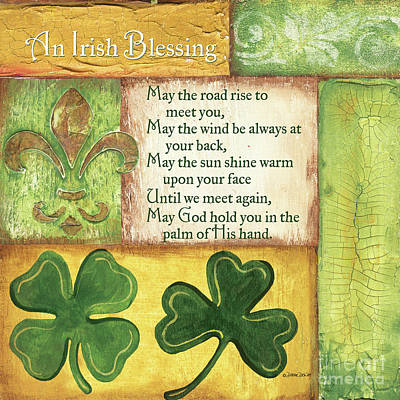 An Irish Blessing
May the road rise to
meet you,
May the wind be always at
your back,
May the sun shine warm
upon your face
Until we meet again,
May God hold you in the
palm of His hand.
fine art